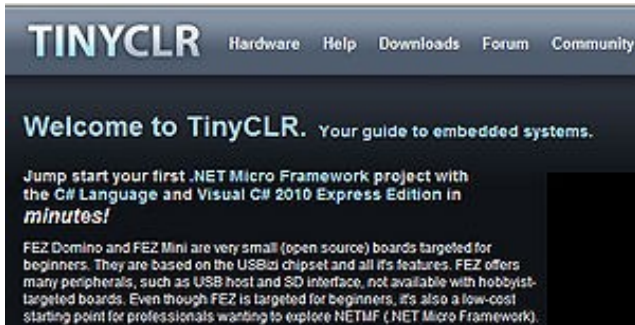 TINYCLR Hardware Help Downloads Forum Community
Welcome to TinyCLR. Your guide to embedded systems.
Jump start your first .NET Micro Framework project with
the C# Language and Visual C# 2010 Express Edition in
minutes!
FEZ Domino and FEZ Mini are very small (open source) boards targeted for
beginners. They are based on the USBizi chipset and all it's features. FEZ offers
many peripherals, such as USB host and SD interface, not available with hobbyist-
targeted boards. Even though FEZ is targeted for beginners, it's also a low-cost
starting point for professionals wanting to explore NETMF (.NET Micro Framework).